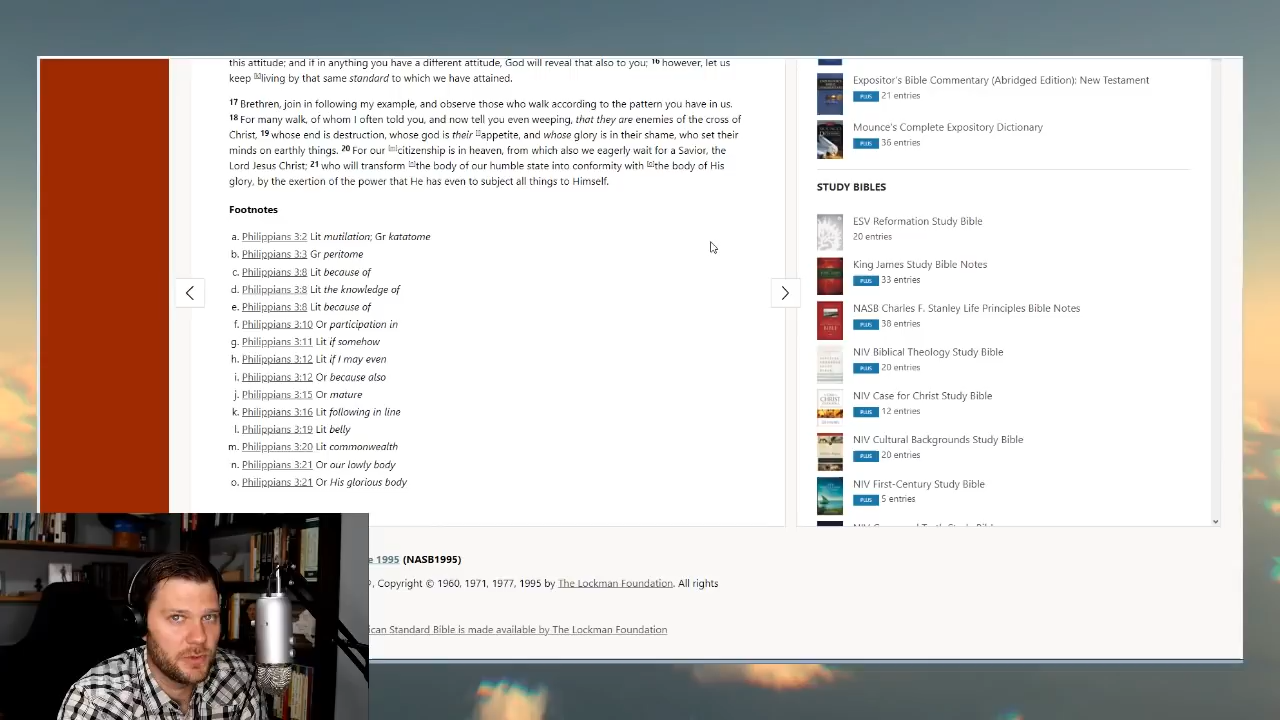 this attitude; and if in anything you have a different attitude, God will reveal that also to you; 16 however, let us
keep [k]living by that same standard to which we have attained.
17 Brethren, join in following my example, and observe those who walk according to the pattern you have in us.
18 For many walk, of whom I often told you, and now tell you even weeping, that they are enemies of the cross of
Christ, 19 whose end is destruction, whose god is their [l]appetite, and whose glory is in their shame, who set their
minds on earthly things. 20 For our [m]citizenship is in heaven, from which also we eagerly wait for a Savior, the
Lord Jesus Christ; 21 who will transform [n]the body of our humble state into conformity with [o]the body of His
glory, by the exertion of the power that He has even to subject all things to Himself.
Footnotes
a. Philippians 3:2 Lit mutilation; Gr katatome
b. Philippians 3:3 Gr peritome
c. Philippians 3:8 Lit because of
d. Philippians 3:8 Lit the knowledge of
e. Philippians 3:8 Lit because of
f. Philippians 3:10 Or participation in
g. Philippians 3:11 Lit if somehow
h. Philippians 3:12 Lit if I may even
i. Philippians 3:12 Or because also
j. Philippians 3:15 Or mature
k. Philippians 3:16 Lit following in line
l. Philippians 3:19 Lit belly
m. Philippians 3:20 Lit commonwealth
n. Philippians 3:21 Or our lowly body
o. Philippians 3:21 Or His glorious body
e 1995 (NASB1995)
, Copyright © 1960, 1971, 1977, 1995 by The Lockman Foundation. All rights
ican Standard Bible is made available by The Lockman Foundation
Expositor's Bible Commentary (Abridged Edition): New Testament
PLUS 21 entries
Mounce's Complete Expository Dictionary
PLUS 36 entries
STUDY BIBLES
ESV Reformation Study Bible
20 entries
King James Study Bible Notes
PLUS 33 entries
NASB Charles F. Stanley Life Principles Bible Notes
PLUS 38 entries
NIV Biblical Theology Study Bible
PLUS 20 entries
NIV Case for Christ Study Bible
PLUS 12 entries
NIV Cultural Backgrounds Study Bible
PLUS 20 entries
NIV First-Century Study Bible
PLUS 5 entries